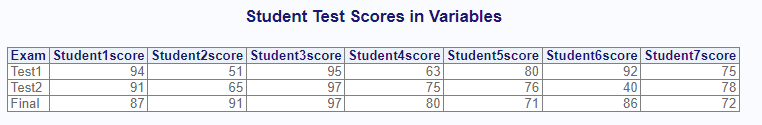 Student Test Scores in Variables
Exam Student1score Student2score Student3score Student4score Student5score Student6score Student7score
Test1 94 51 95 63 80 92 75
Test2 91 65 97 75 76 40 78
Final 87 91 97 80 71 86 72